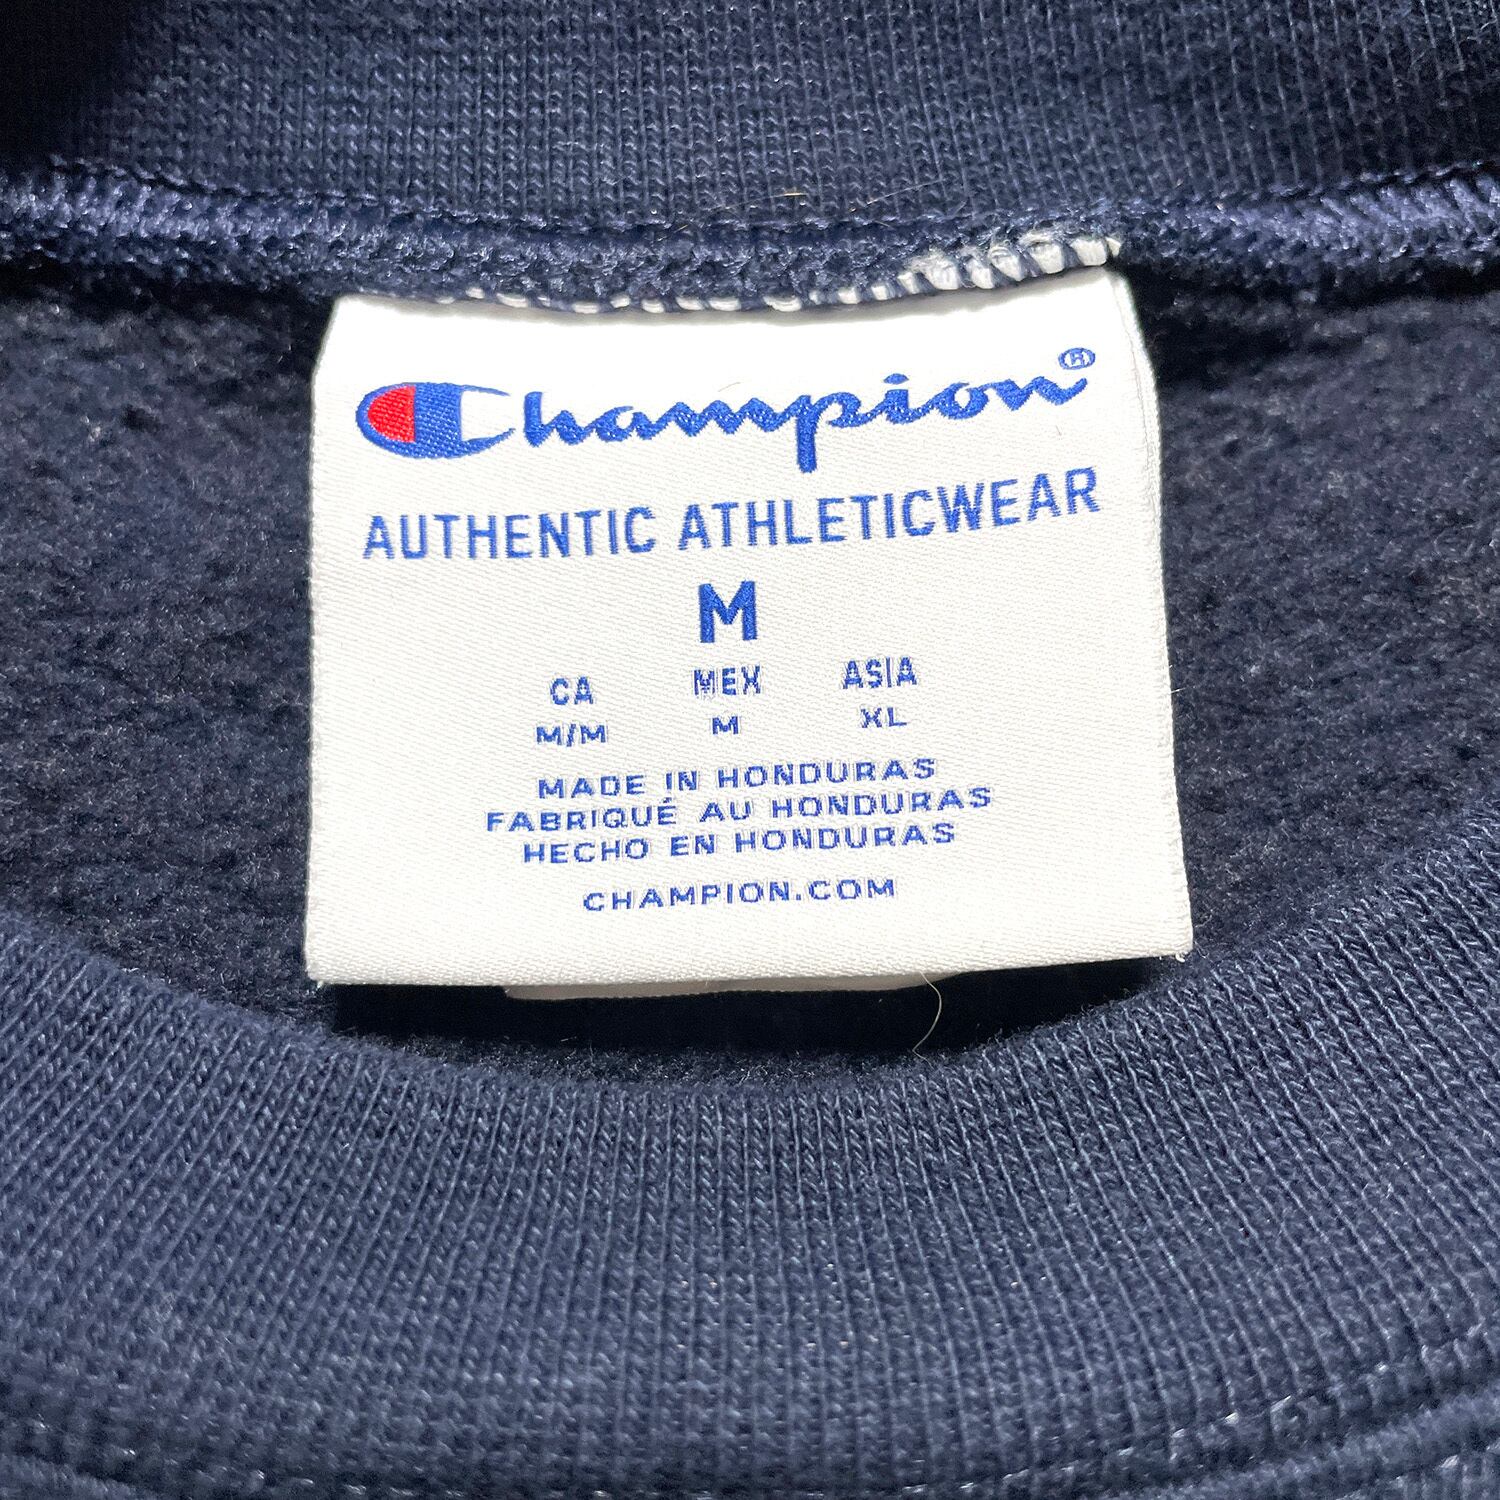 Champion®
AUTHENTIC ATHLETICWEAR
M
CA MEX ASIA
M/M M XL
MADE IN HONDURAS
FABRIQUÉ AU HONDURAS
HECHO EN HONDURAS
CHAMPION.COM